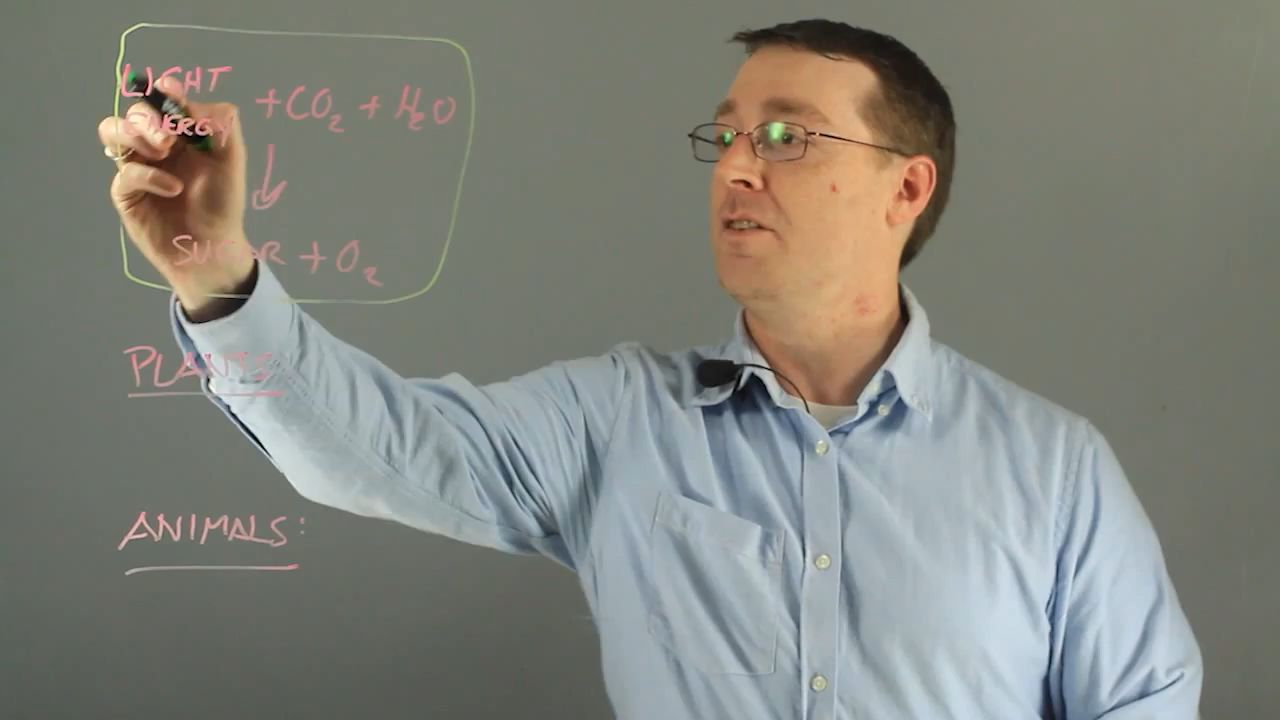 LIGHT
ENERGY + CO₂ + H₂O
↓
SUGAR + O₂
PLANTS
ANIMALS: